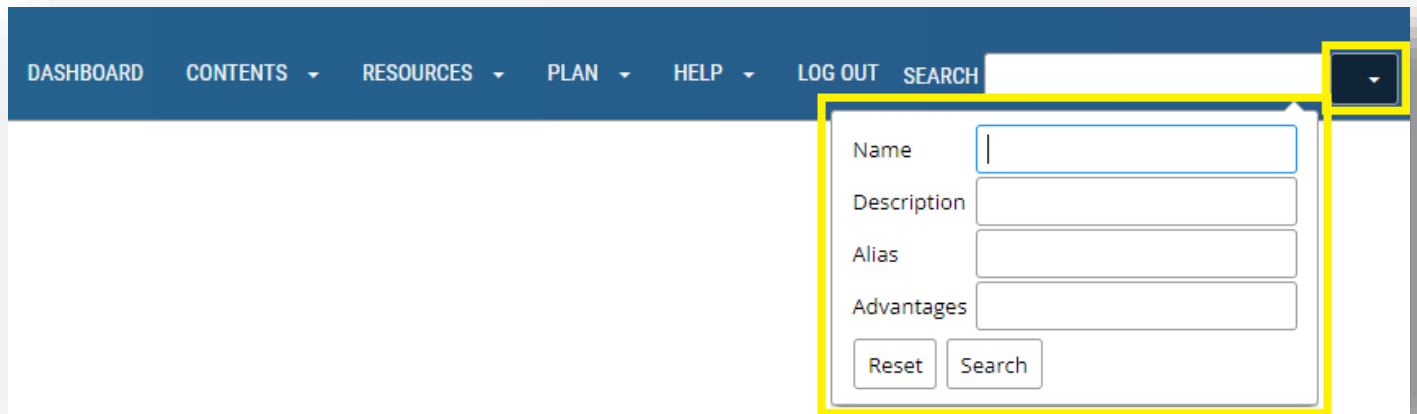 DASHBOARD CONTENTS RESOURCES PLAN HELP LOG OUT SEARCH
Name
Description
Alias
Advantages
Reset Search